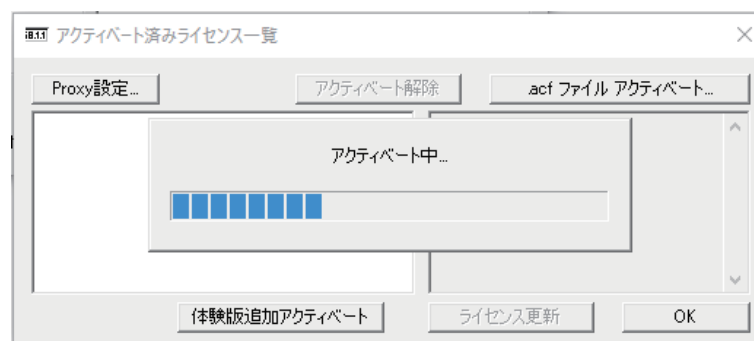 i8.1.1 アクティベート済みライセンス一覧
Proxy設定...
アクティベート解除
.acf ファイル アクティベート...
アクティベート中...
体験版追加アクティベート
ライセンス更新
OK